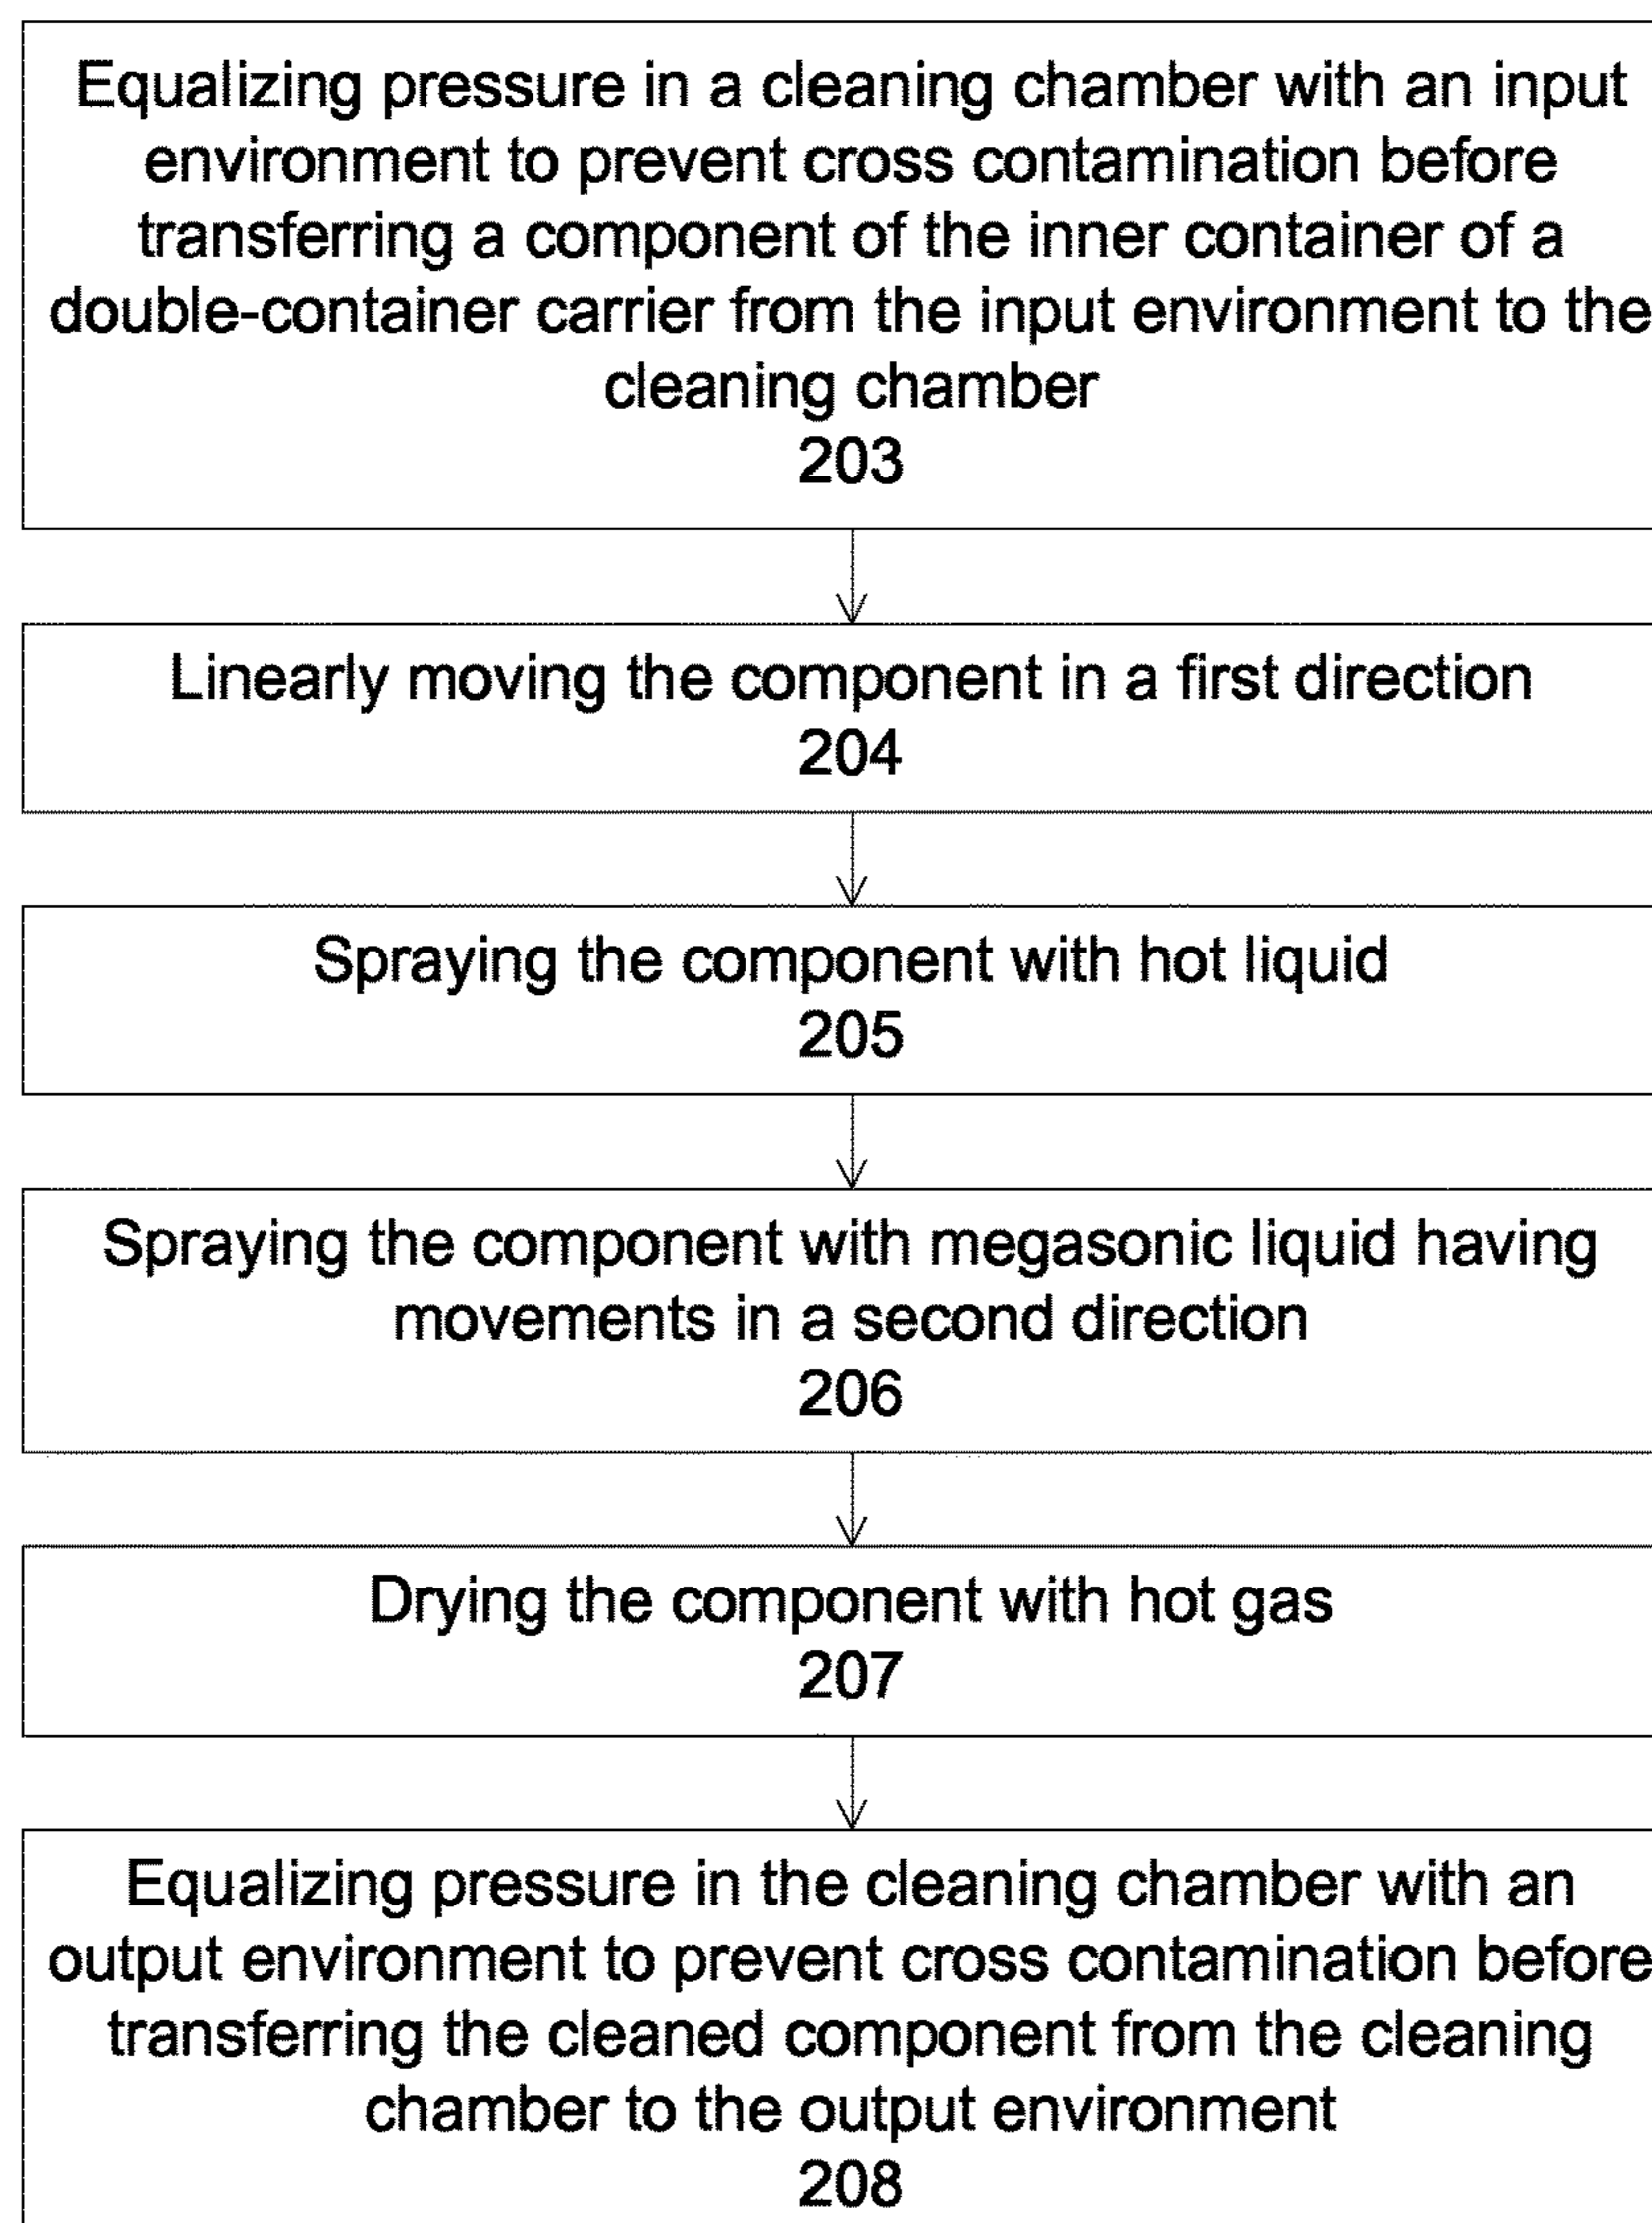 Equalizing pressure in a cleaning chamber with an input
environment to prevent cross contamination before
transferring a component of the inner container of a
double-container carrier from the input environment to the
cleaning chamber
203
Linearly moving the component in a first direction
204
Spraying the component with hot liquid
205
Spraying the component with megasonic liquid having
movements in a second direction
206
Drying the component with hot gas
207
Equalizing pressure in the cleaning chamber with an
output environment to prevent cross contamination before
transferring the cleaned component from the cleaning
chamber to the output environment
208